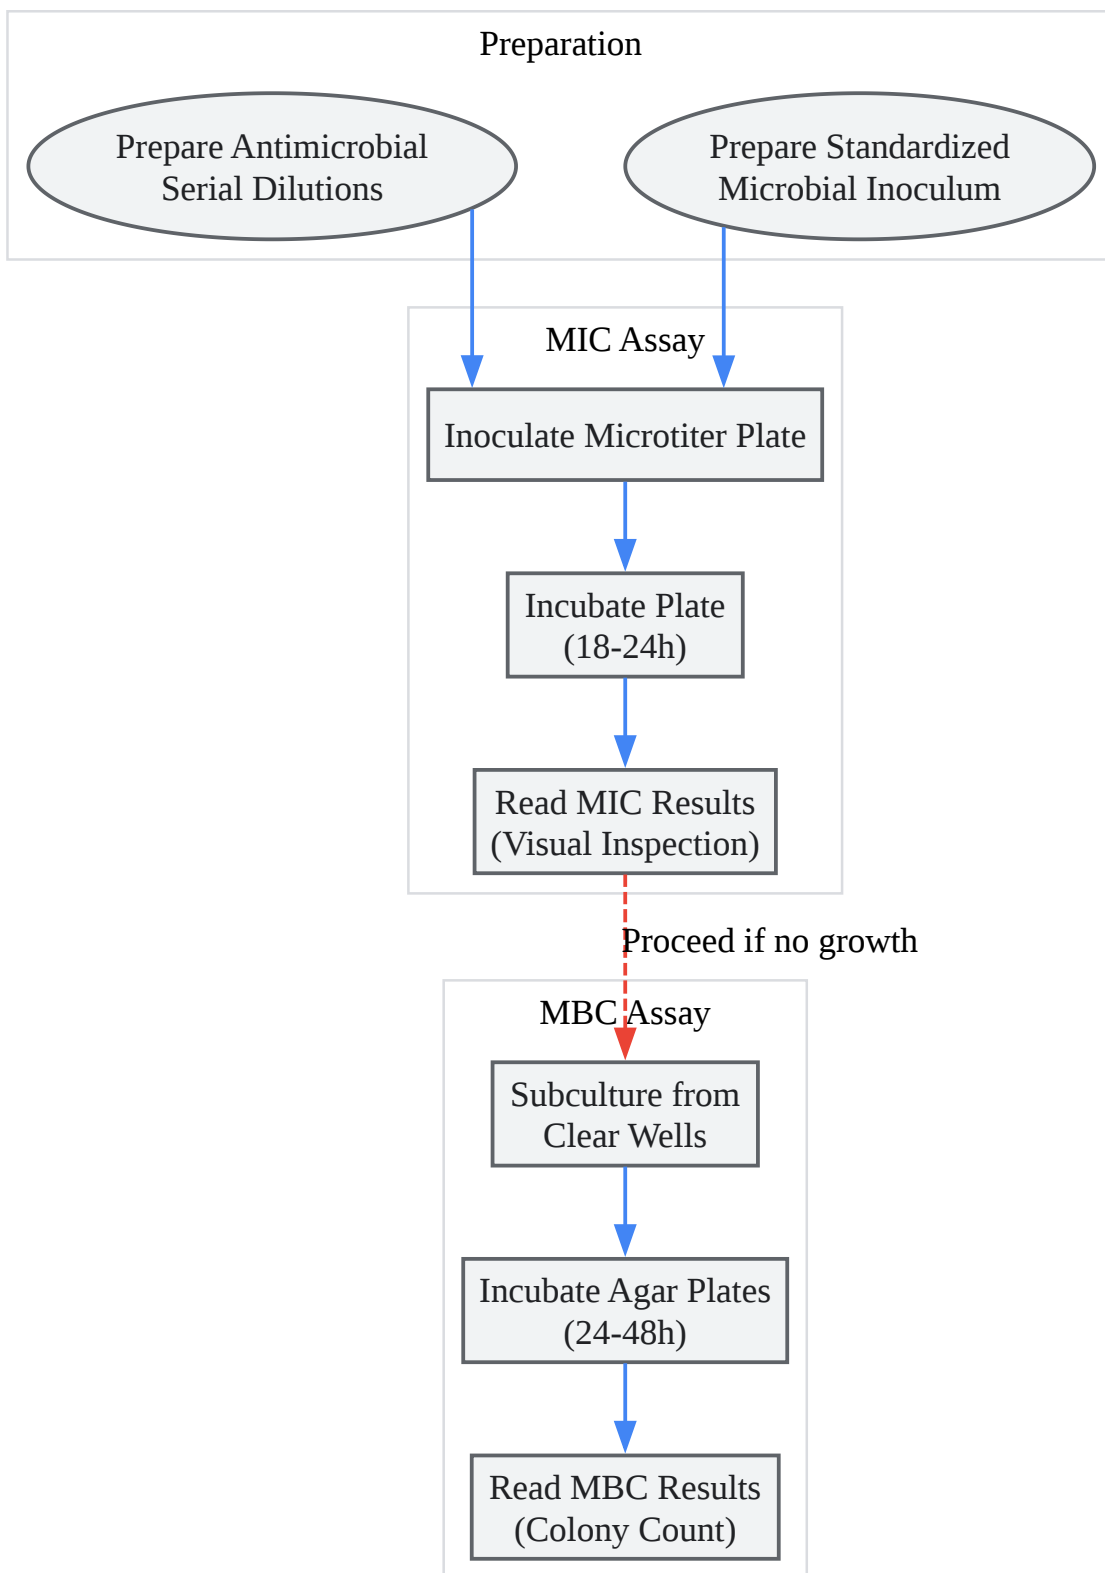 Preparation
Prepare Antimicrobial
Serial Dilutions
Prepare Standardized
Microbial Inoculum
MIC Assay
Inoculate Microtiter Plate
Incubate Plate
(18-24h)
Read MIC Results
(Visual Inspection)
Proceed if no growth
MBC Assay
Subculture from
Clear Wells
Incubate Agar Plates
(24-48h)
Read MBC Results
(Colony Count)